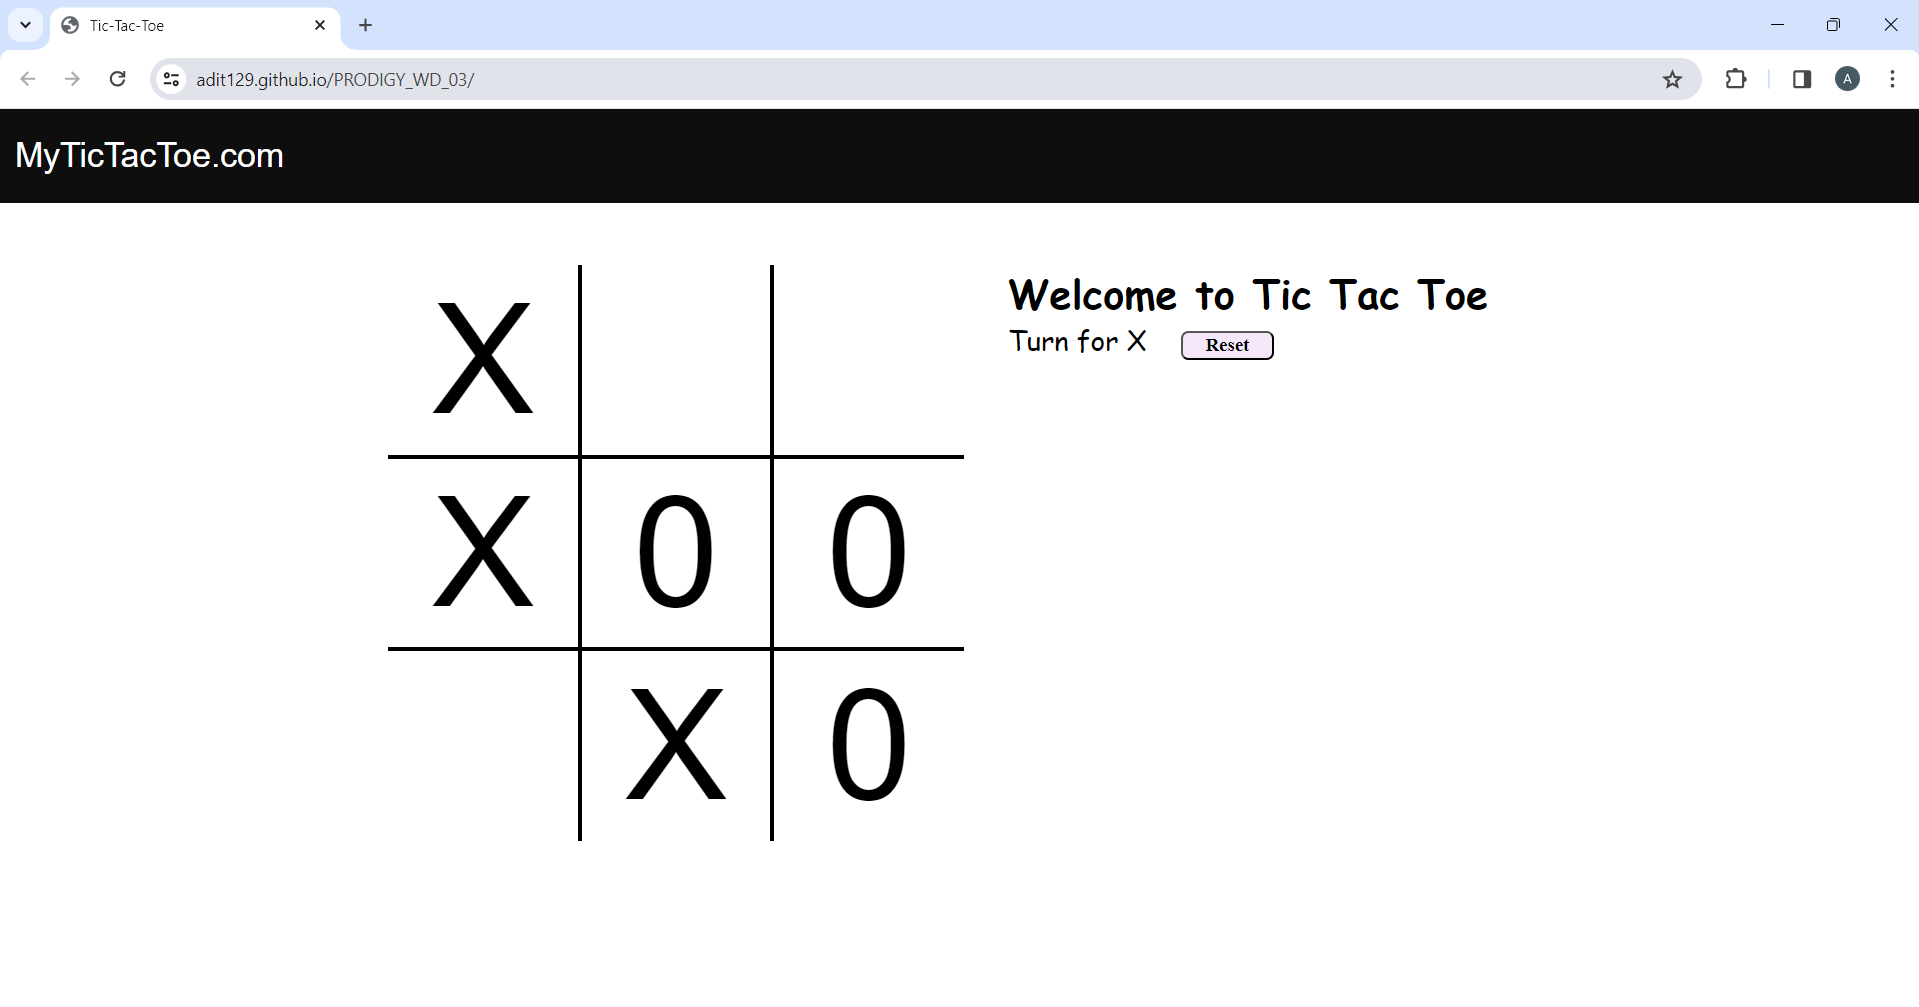 Tic-Tac-Toe
adit129.github.io/PRODIGY_WD_03/
A
MyTicTacToe.com
Welcome to Tic Tac Toe
Turn for X Reset
X
X 0 0
X 0